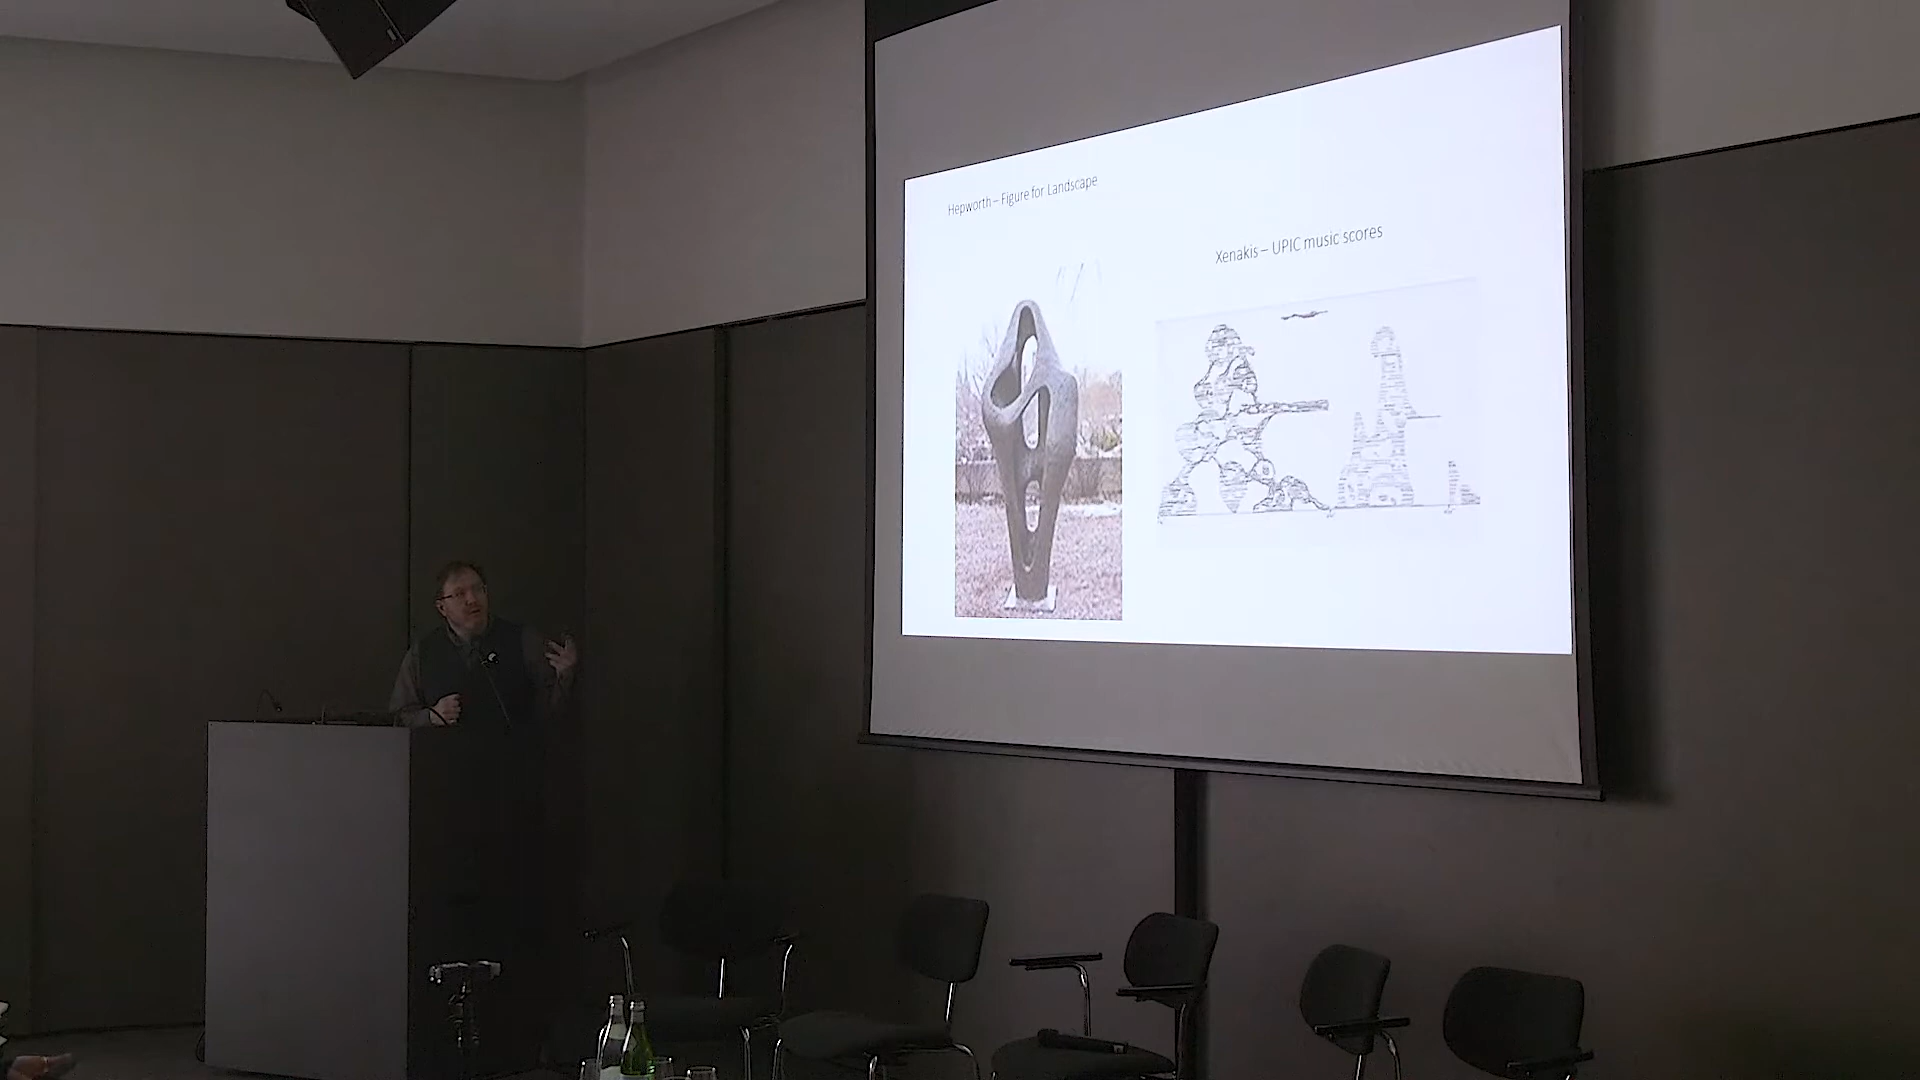 Hepworth – Figure for Landscape
Xenakis – UPIC music scores